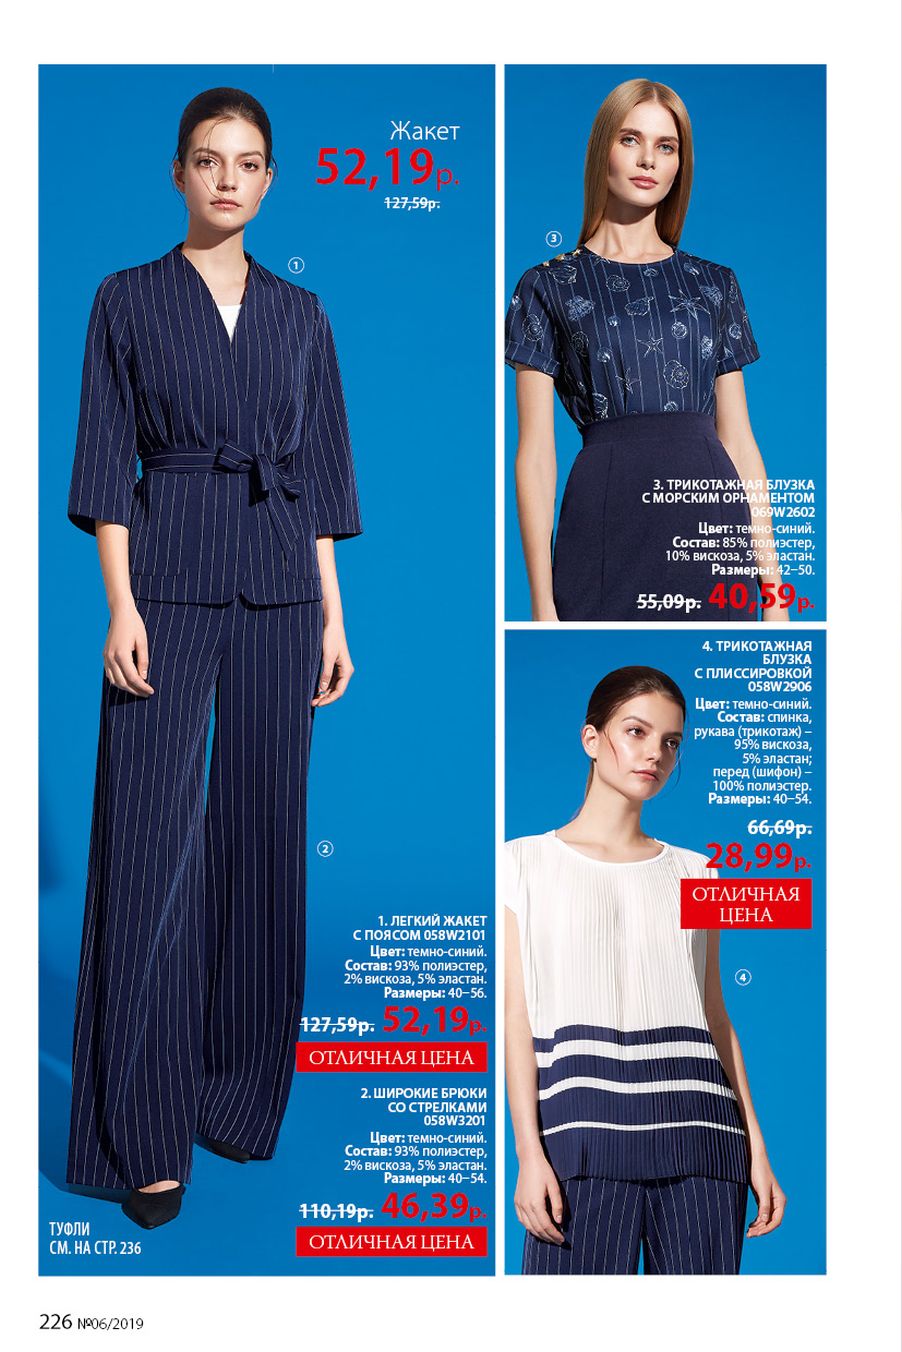 Жакет
52,19р.
127,59р.
1
2
1. ЛЕГКИЙ ЖАКЕТ
С ПОЯСОМ 058W2101
Цвет: темно-синий.
Состав: 93% полиэстер,
2% вискоза, 5% эластан.
Размеры: 40–56.
127,59р. 52,19р.
ОТЛИЧНАЯ ЦЕНА
2. ШИРОКИЕ БРЮКИ
СО СТРЕЛКАМИ
058W3201
Цвет: темно-синий.
Состав: 93% полиэстер,
2% вискоза, 5% эластан.
Размеры: 40–54.
110,19р. 46,39р.
ОТЛИЧНАЯ ЦЕНА
ТУФЛИ
СМ. НА СТР. 236
3
3. ТРИКОТАЖНАЯ БЛУЗКА
С МОРСКИМ ОРНАМЕНТОМ
069W2602
Цвет: темно-синий.
Состав: 85% полиэстер,
10% вискоза, 5% эластан.
Размеры: 42–50.
55,09р. 40,59р.
4. ТРИКОТАЖНАЯ
БЛУЗКА
С ПЛИССИРОВКОЙ
058W2906
Цвет: темно-синий.
Состав: спинка,
рукава (трикотаж) –
95% вискоза,
5% эластан;
перед (шифон) –
100% полиэстер.
Размеры: 40–54.
66,69р.
28,99р.
ОТЛИЧНАЯ
ЦЕНА
4
226 №06/2019